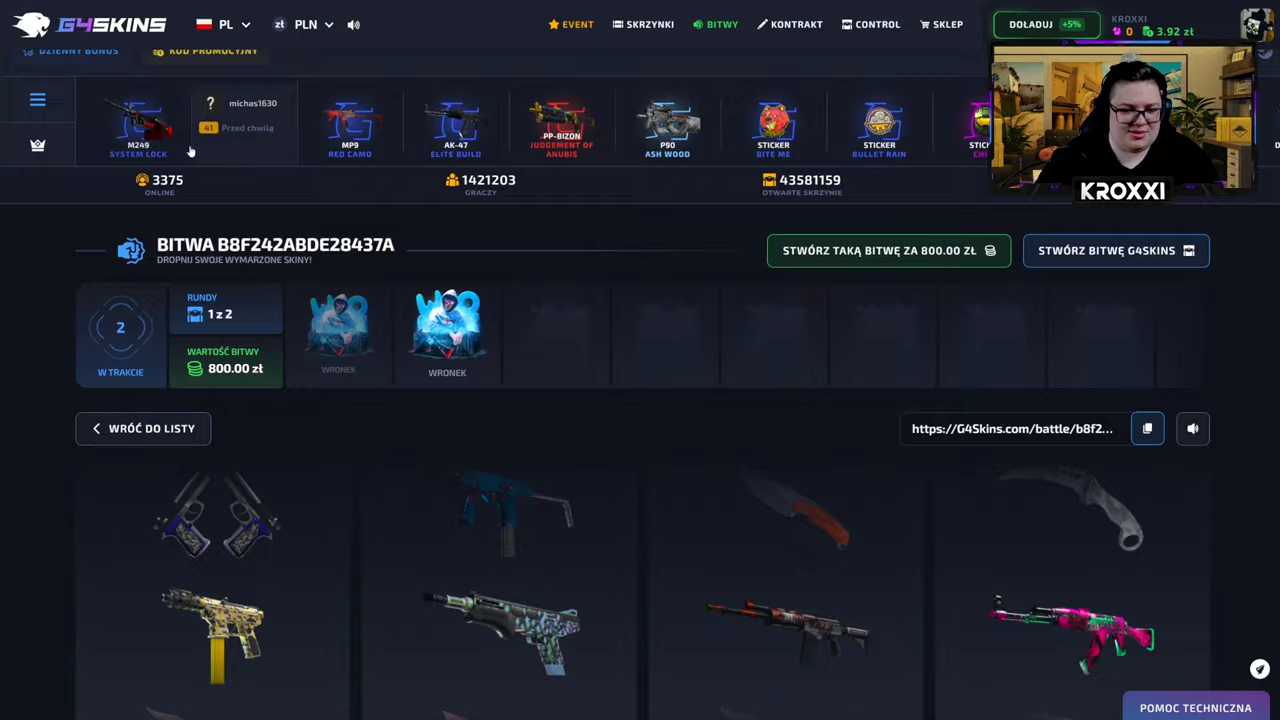 G4SKINS
PL
zł PLN
EVENT
SKRZYNKI
BITWY
KONTRAKT
CONTROL
SKLEP
DOŁADUJ +5%
KROXXI
0 3.92 zł
DZIENNY BONUS
KOD PROMOCYJNY
M249
SYSTEM LOCK
?
michas1630
41 Przed chwilą
MP9
RED CAMO
AK-47
ELITE BUILD
PP-BIZON
JUDGEMENT OF
ANUBIS
P90
ASH WOOD
STICKER
BITE ME
STICKER
BULLET RAIN
KROXXI
3375
ONLINE
1421203
GRACZY
43581159
OTWARTE SKRZYNIE
BITWA B8F242ABDE28437A
DROPNIJ SWOJE WYMARZONE SKINY!
STWÓRZ TAKĄ BITWĘ ZA 800.00 ZŁ
STWÓRZ BITWĘ G4SKINS
2
W TRAKCIE
RUNDY
1 z 2
WARTOŚĆ BITWY
800.00 zł
WRONEK
WRONEK
WRÓĆ DO LISTY
https://G4Skins.com/battle/b8f2...
POMOC TECHNICZNA